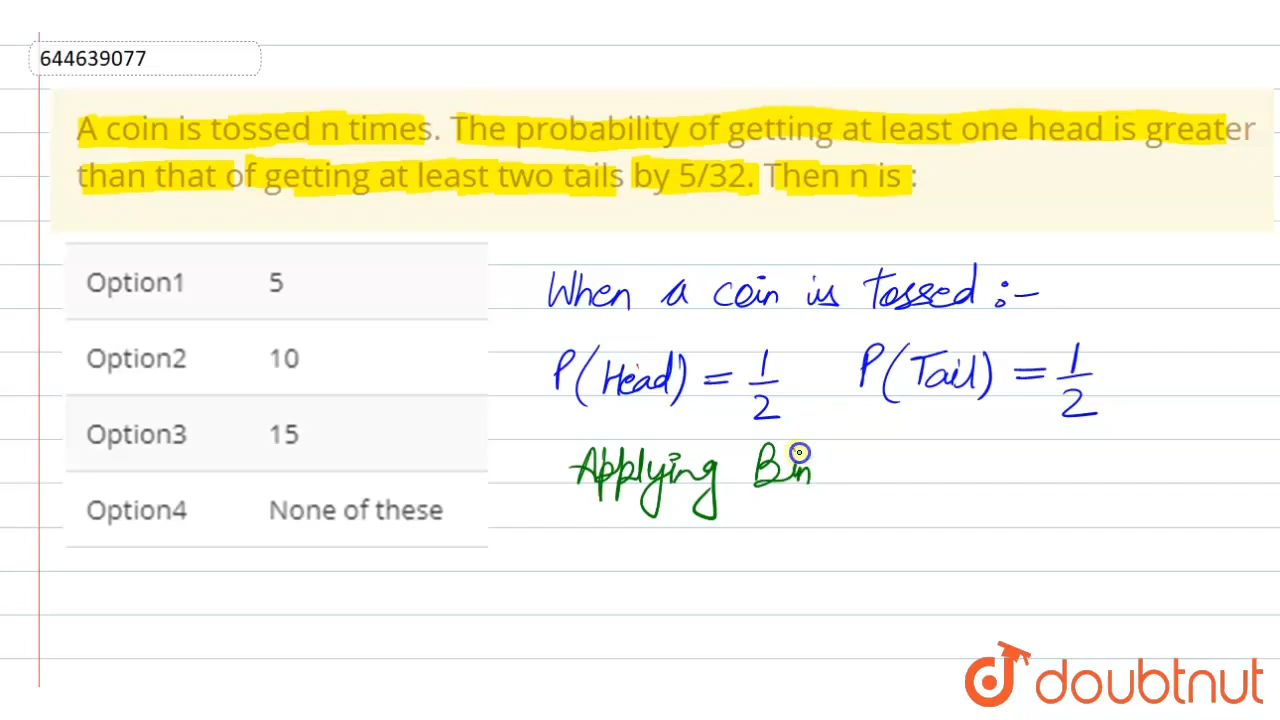 644639077
A coin is tossed n times. The probability of getting at least one head is greater
than that of getting at least two tails by 5/32. Then n is :
Option1 5
Option2 10
Option3 15
Option4 None of these
When a coin is tossed :-
P(Head) = 1/2 P(Tail) = 1/2
Applying Bin
doubtnut